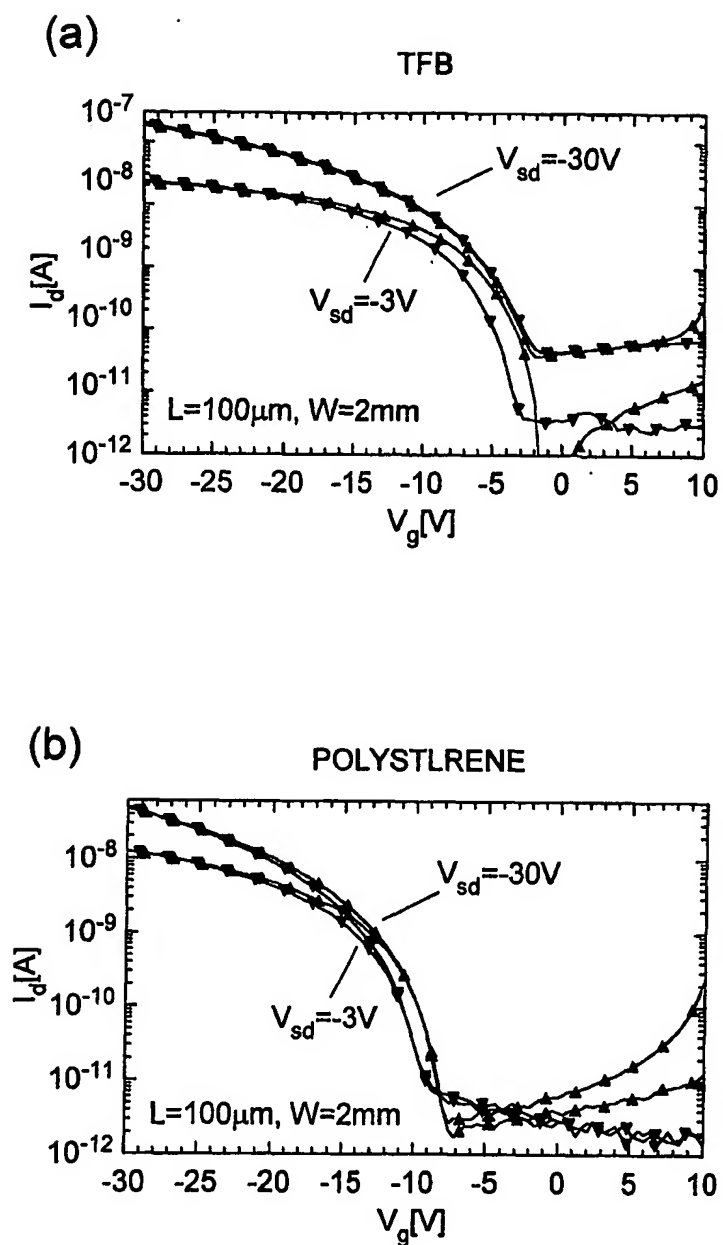 (a)
TFB
10⁻⁷
10⁻⁸
10⁻⁹
10⁻¹⁰
10⁻¹¹
10⁻¹²
I_d[A]
V_sd=-30V
V_sd=-3V
L=100μm, W=2mm
-30 -25 -20 -15 -10 -5 0 5 10
V_g[V]
(b)
POLYSTLRENE
10⁻⁸
10⁻⁹
10⁻¹⁰
10⁻¹¹
10⁻¹²
I_d[A]
V_sd=-30V
V_sd=-3V
L=100μm, W=2mm
-30 -25 -20 -15 -10 -5 0 5 10
V_g[V]